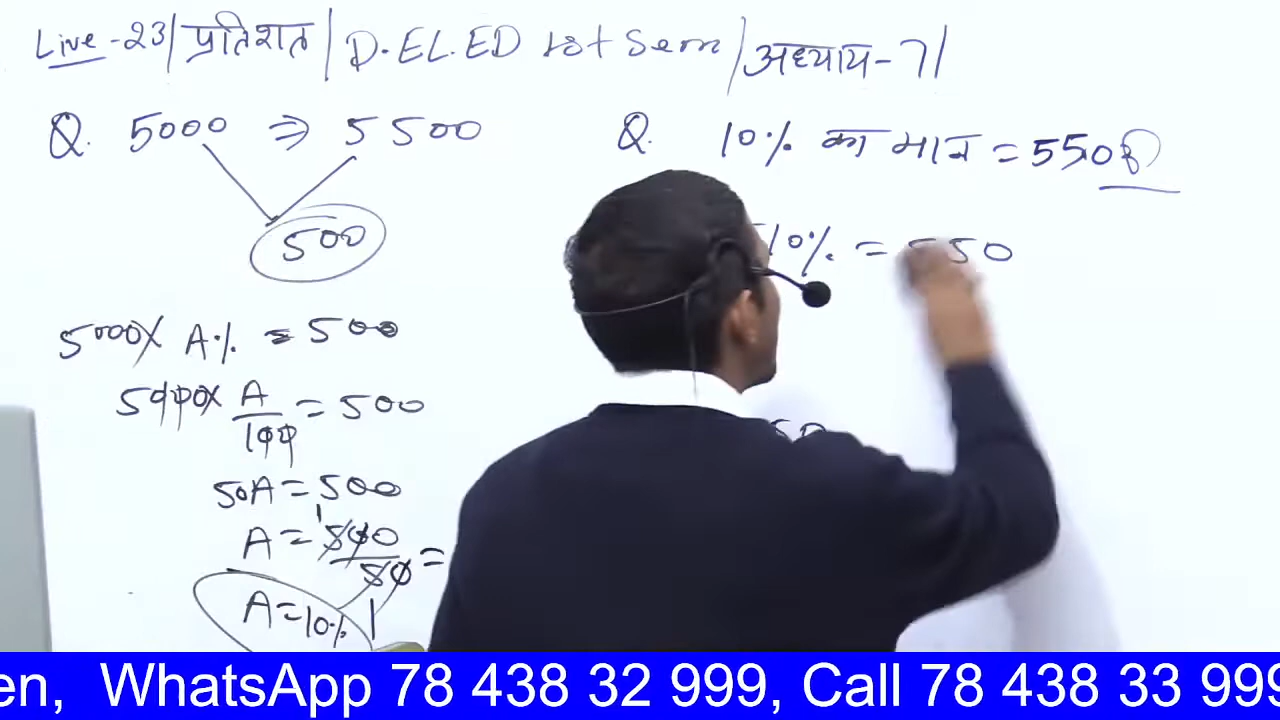 Live-23/ प्रतिशत / D.EL.ED 1st Sem / अध्याय-7/
Q. 5000 ⇒ 5500
500
5000× A% = 500
5000× A/100 = 500
50A = 500
A = 500/50 =
A = 10%
Q. 10% का मान = 550
10% = 550
en, WhatsApp 78 438 32 999, Call 78 438 33 999